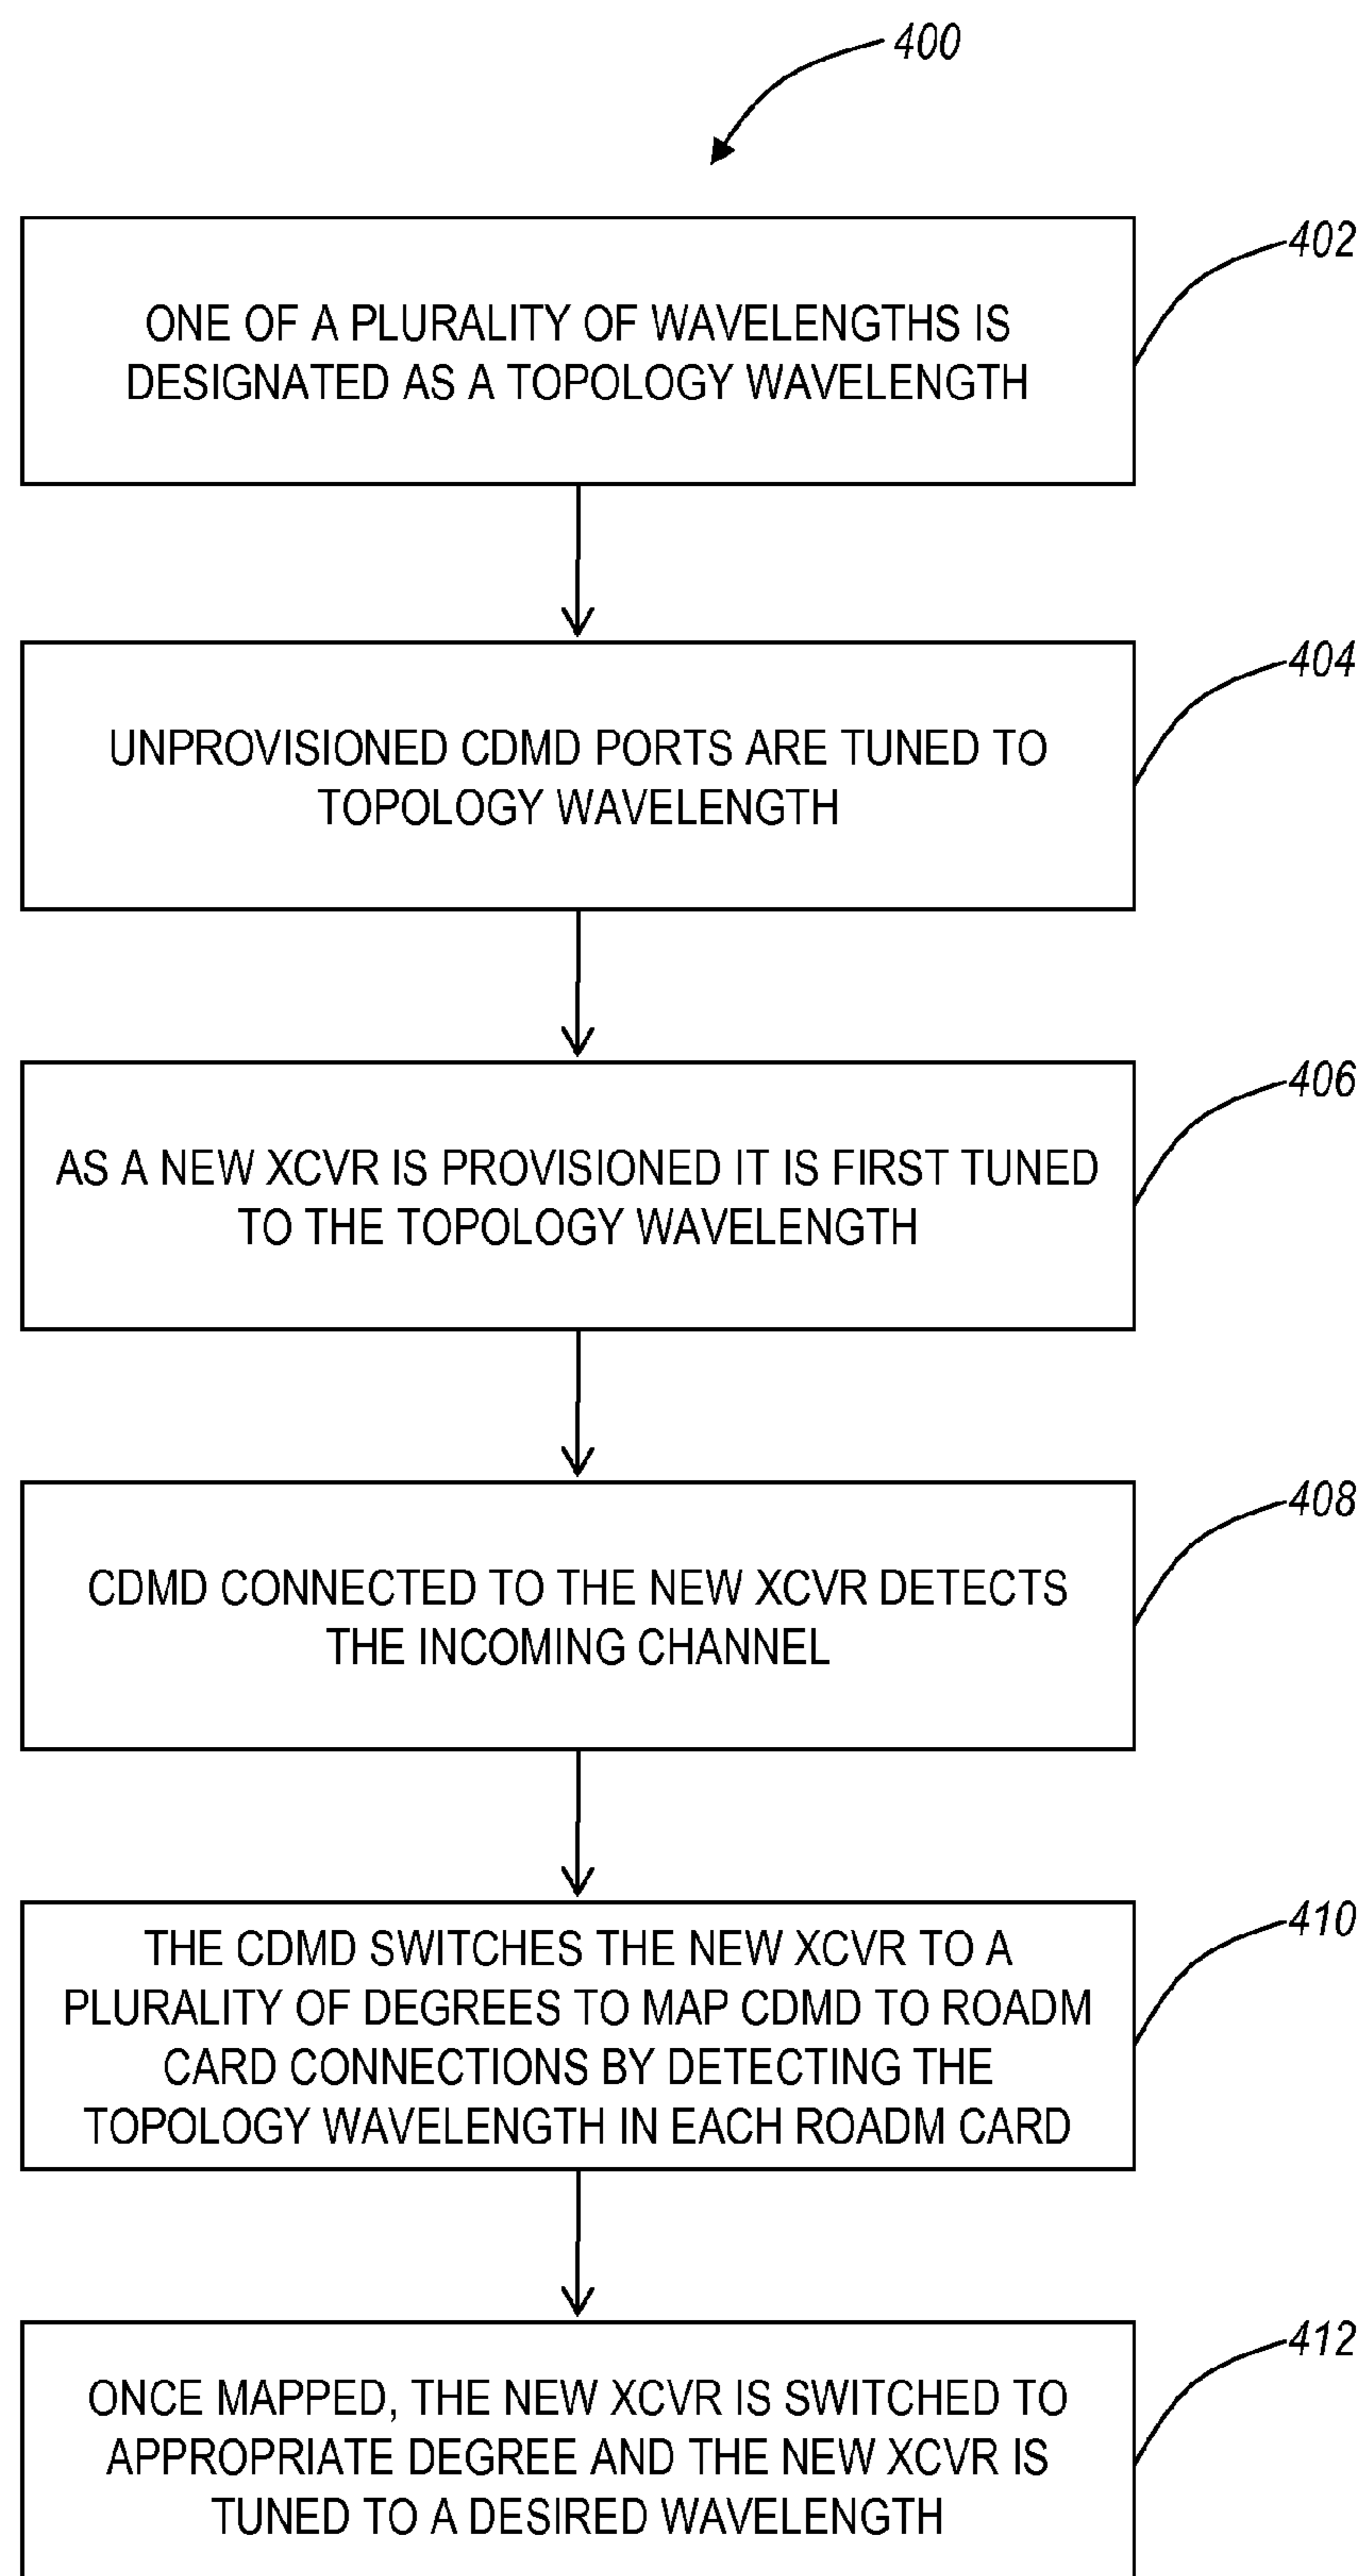 400
402
ONE OF A PLURALITY OF WAVELENGTHS IS
DESIGNATED AS A TOPOLOGY WAVELENGTH
404
UNPROVISIONED CDMD PORTS ARE TUNED TO
TOPOLOGY WAVELENGTH
406
AS A NEW XCVR IS PROVISIONED IT IS FIRST TUNED
TO THE TOPOLOGY WAVELENGTH
408
CDMD CONNECTED TO THE NEW XCVR DETECTS
THE INCOMING CHANNEL
410
THE CDMD SWITCHES THE NEW XCVR TO A
PLURALITY OF DEGREES TO MAP CDMD TO ROADM
CARD CONNECTIONS BY DETECTING THE
TOPOLOGY WAVELENGTH IN EACH ROADM CARD
412
ONCE MAPPED, THE NEW XCVR IS SWITCHED TO
APPROPRIATE DEGREE AND THE NEW XCVR IS
TUNED TO A DESIRED WAVELENGTH